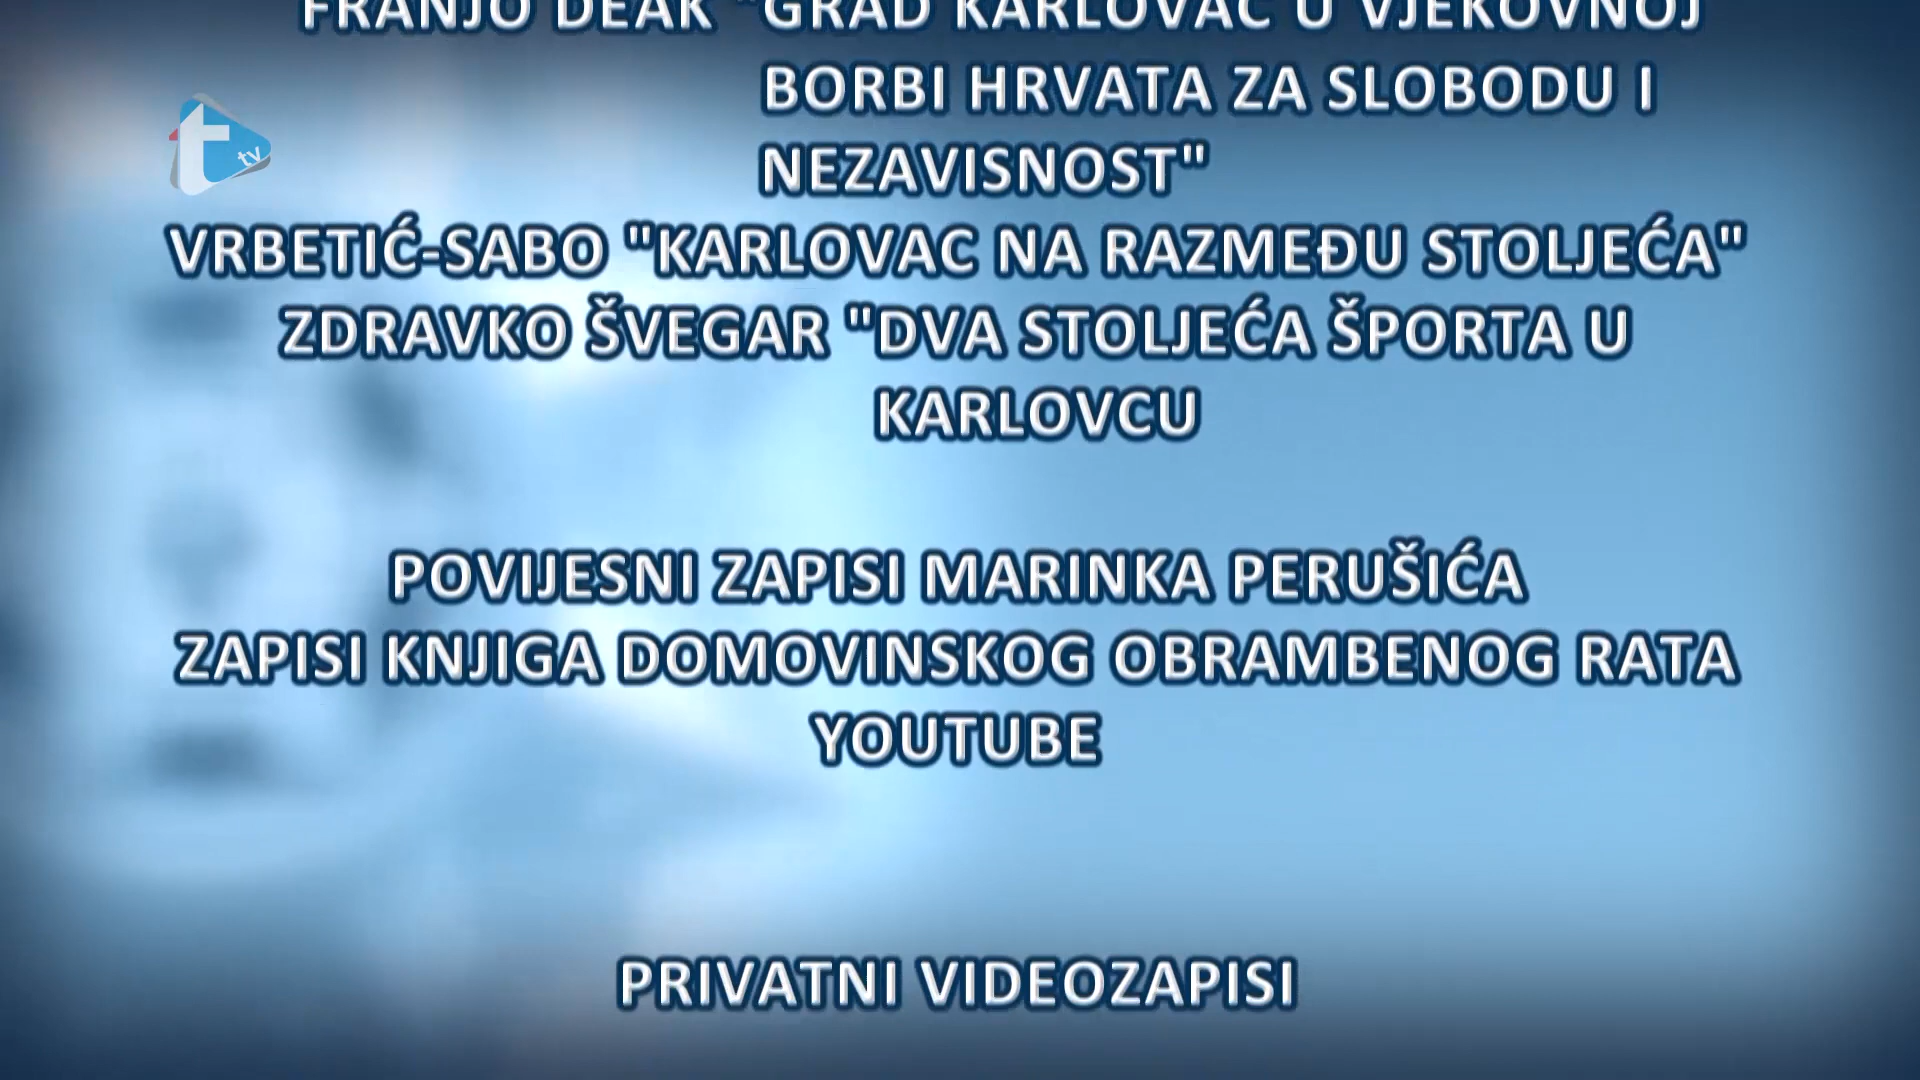 FRANJO DEAK "GRAD KARLOVAC U VJEKOVNOJ
BORBI HRVATA ZA SLOBODU I
NEZAVISNOST"
t tv
VRBETIĆ-SABO "KARLOVAC NA RAZMEĐU STOLJEĆA"
ZDRAVKO ŠVEGAR "DVA STOLJEĆA ŠPORTA U
KARLOVCU
POVIJESNI ZAPISI MARINKA PERUŠIĆA
ZAPISI KNJIGA DOMOVINSKOG OBRAMBENOG RATA
YOUTUBE
PRIVATNI VIDEOZAPISI